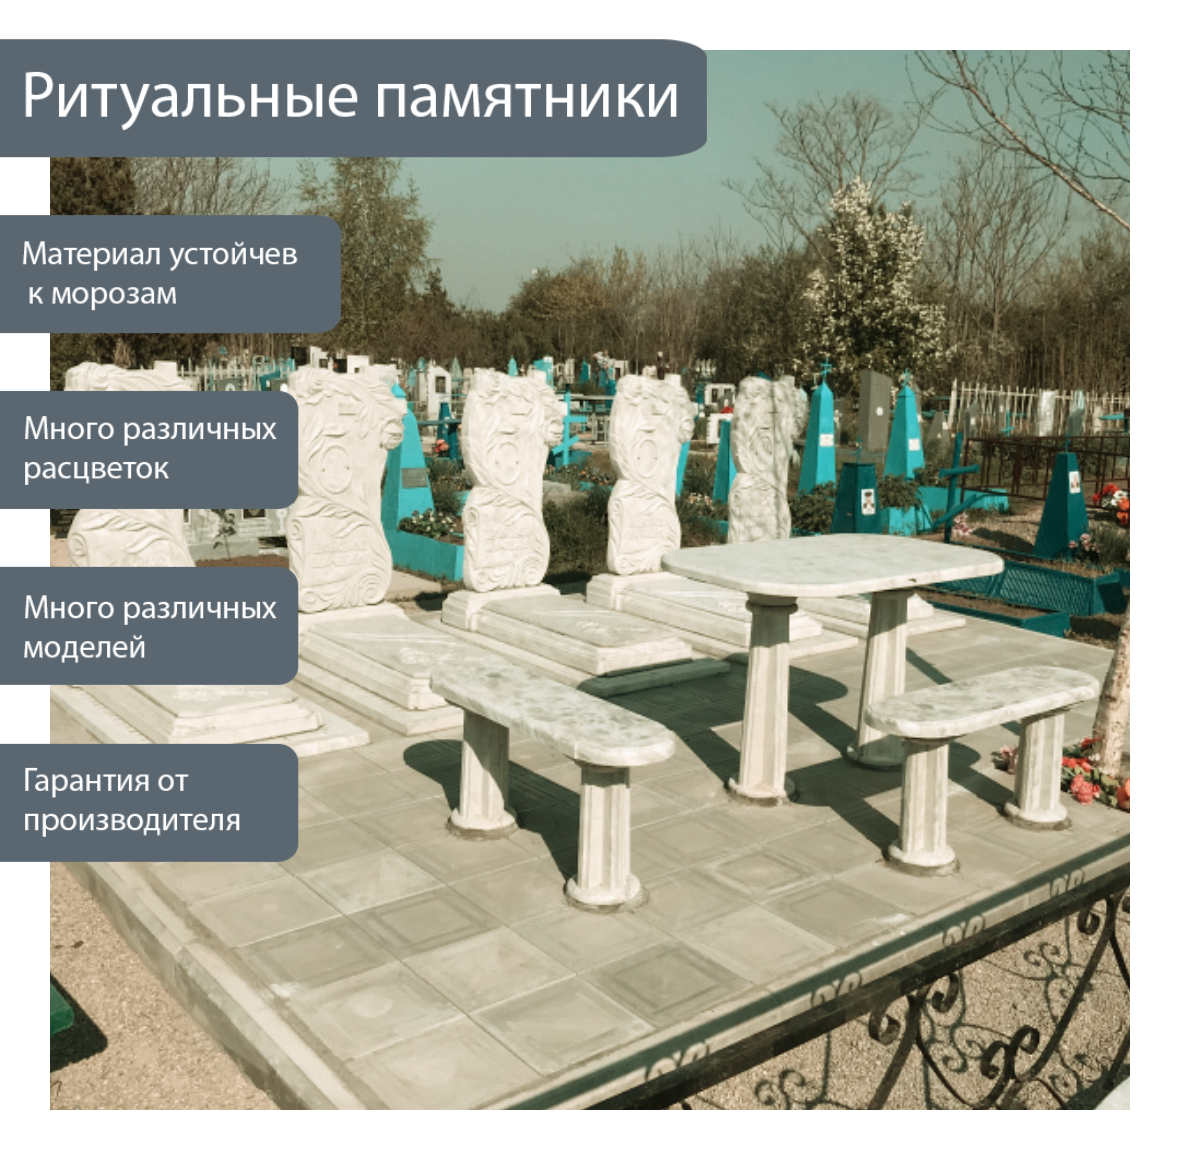 Ритуальные памятники
Материал устойчев
к морозам
Много различных
расцветок
Много различных
моделей
Гарантия от
производителя